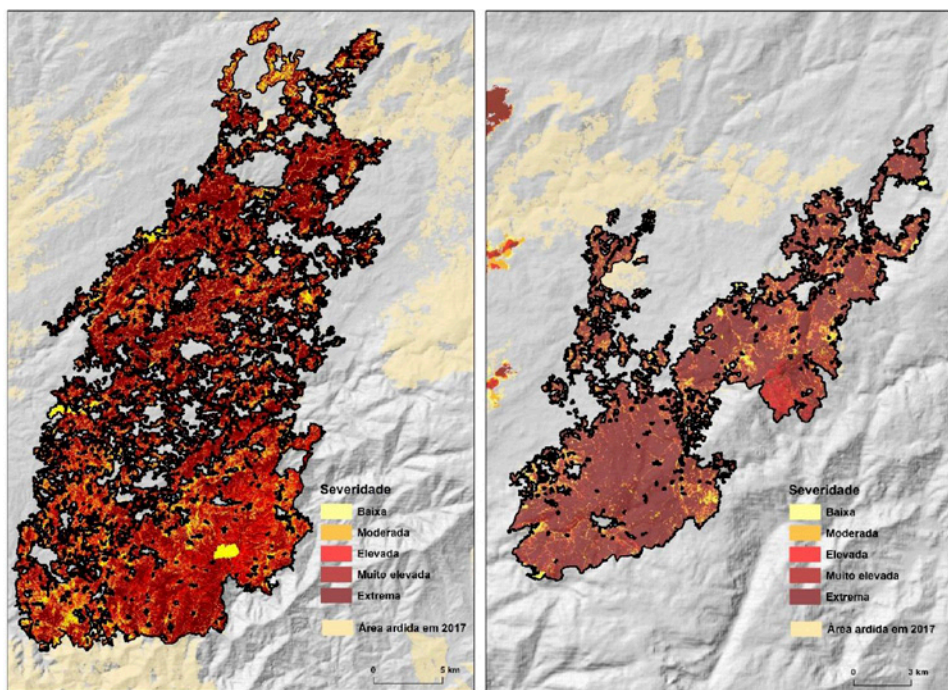 Severidade
Baixa
Moderada
Elevada
Muito elevada
Extrema
Área ardida em 2017
0 5 km
Severidade
Baixa
Moderada
Elevada
Muito elevada
Extrema
Área ardida em 2017
0 3 km